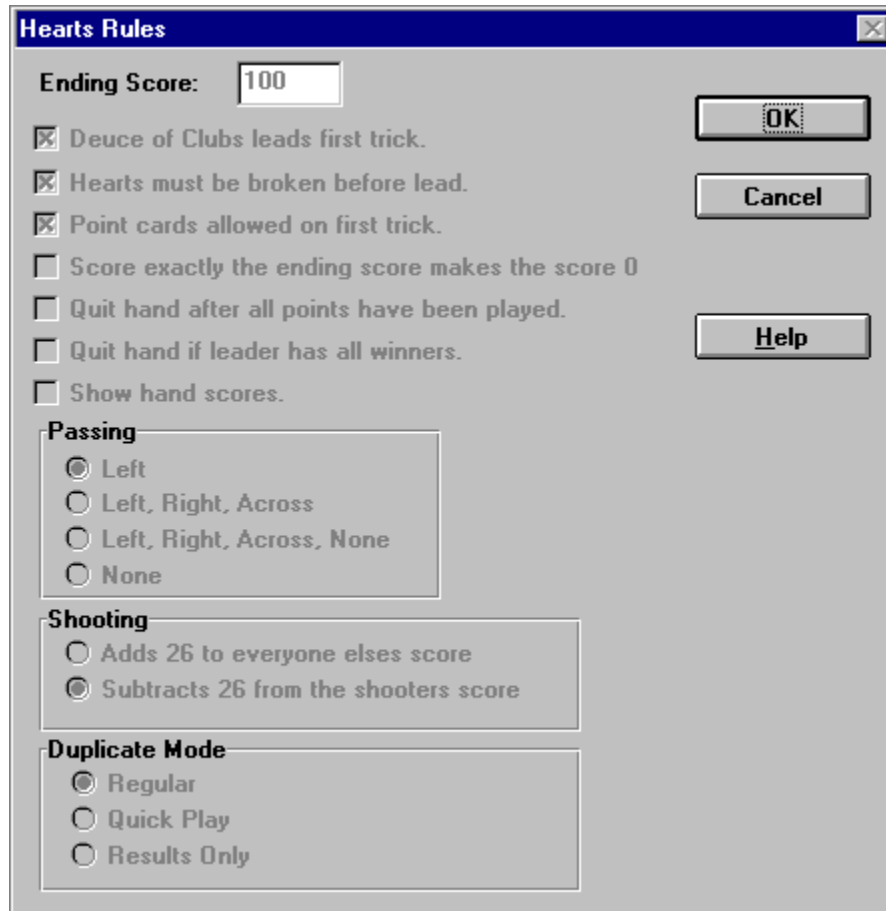 Hearts Rules
Ending Score: 100
OK
Deuce of Clubs leads first trick.
Hearts must be broken before lead.
Cancel
Point cards allowed on first trick.
Score exactly the ending score makes the score 0
Quit hand after all points have been played.
Help
Quit hand if leader has all winners.
Show hand scores.
Passing
Left
Left, Right, Across
Left, Right, Across, None
None
Shooting
Adds 26 to everyone elses score
Subtracts 26 from the shooters score
Duplicate Mode
Regular
Quick Play
Results Only